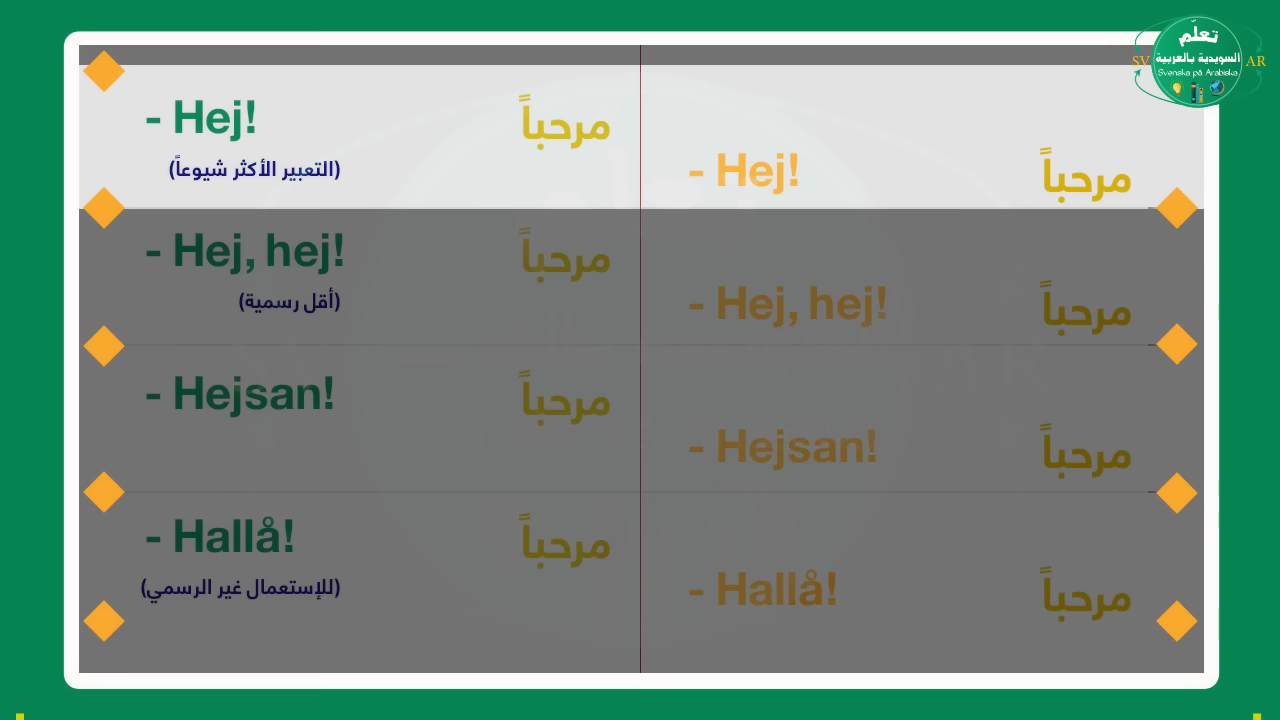 تعلّم
السويدية بالعربية
SV AR
Svenska på Arabiska
- Hej! مرحباً
(التعبير الأكثر شيوعاً)
- Hej! مرحباً
- Hej, hej! مرحباً
(أقل رسمية)
- Hej, hej! مرحباً
- Hejsan! مرحباً
- Hejsan! مرحباً
- Hallå! مرحباً
(للإستعمال غير الرسمي)
- Hallå! مرحباً